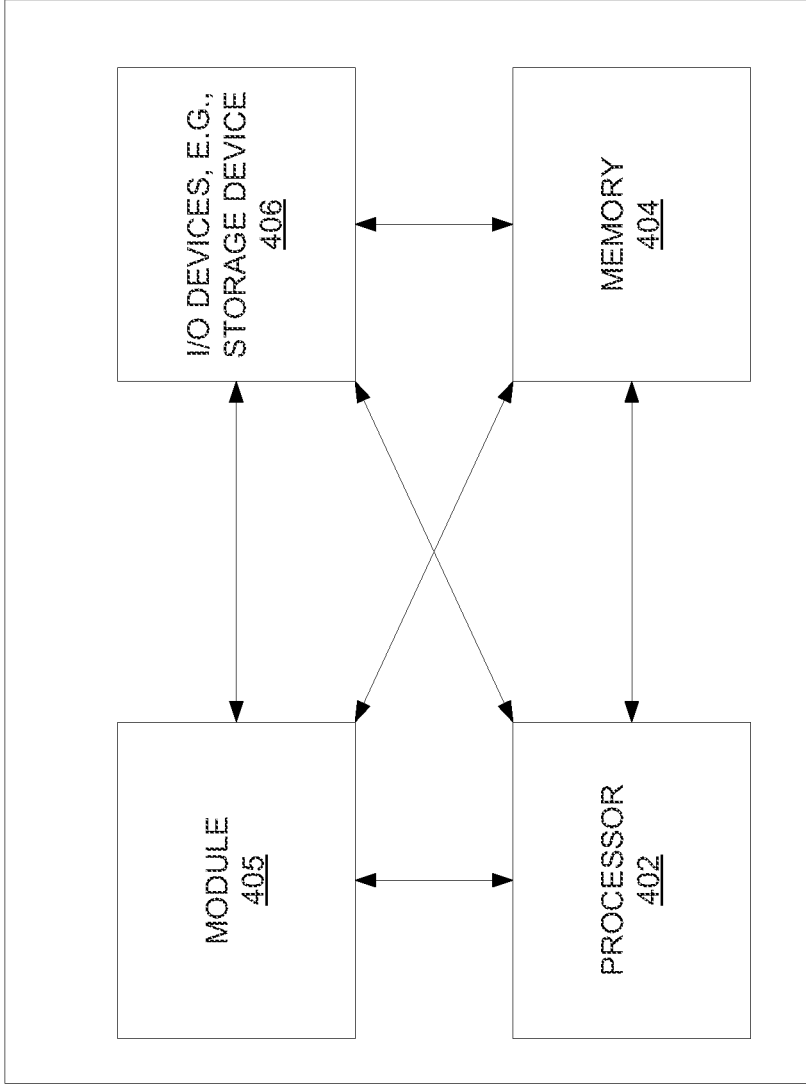 MODULE
405
I/O DEVICES, E.G.,
STORAGE DEVICE
406
PROCESSOR
402
MEMORY
404